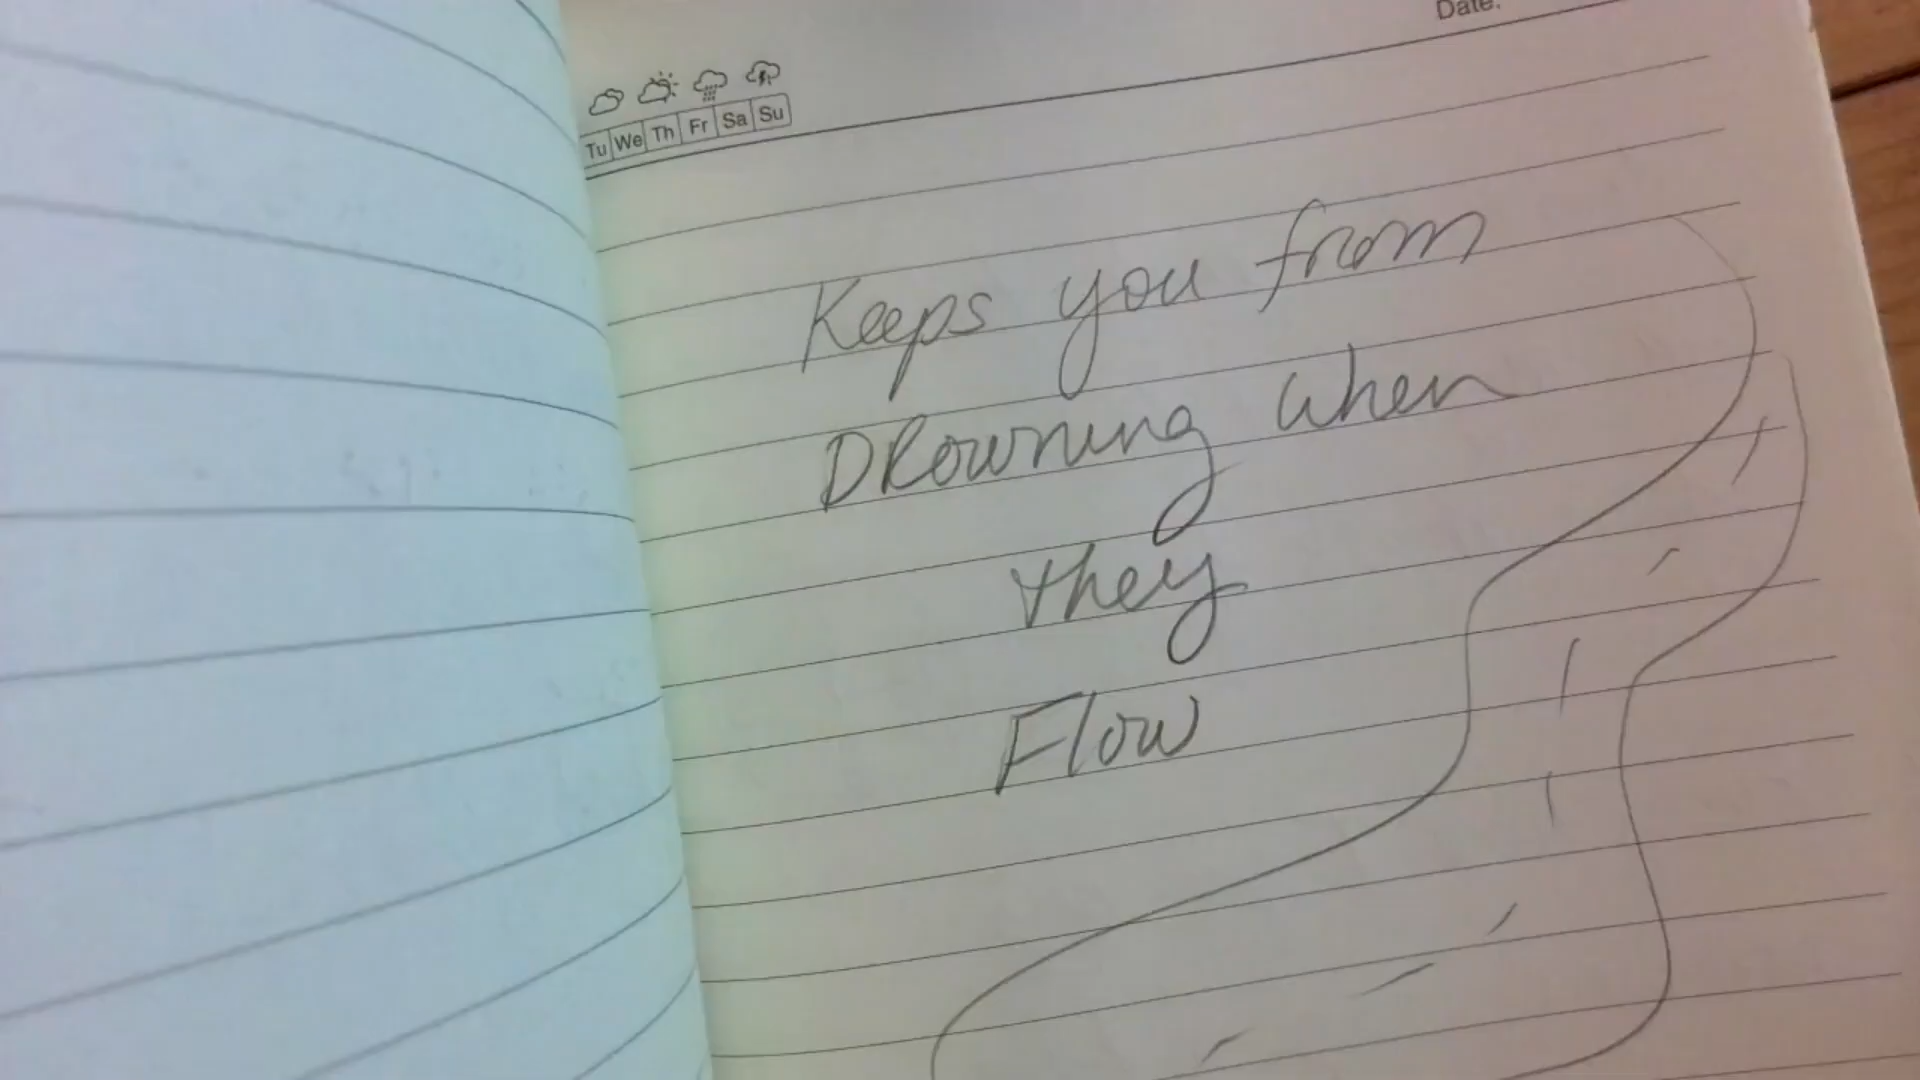 Date:
Tu We Th Fr Sa Su
Keeps you from
Drowning when
they
Flow